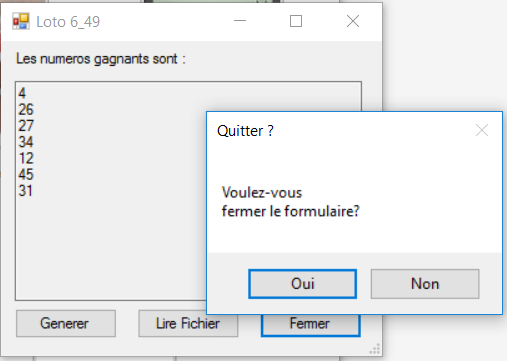 Loto 6_49
Les numeros gagnants sont :
4
26
27
34
12
45
31
Generer
Lire Fichier
Fermer
Quitter ?
Voulez-vous
fermer le formulaire?
Oui
Non